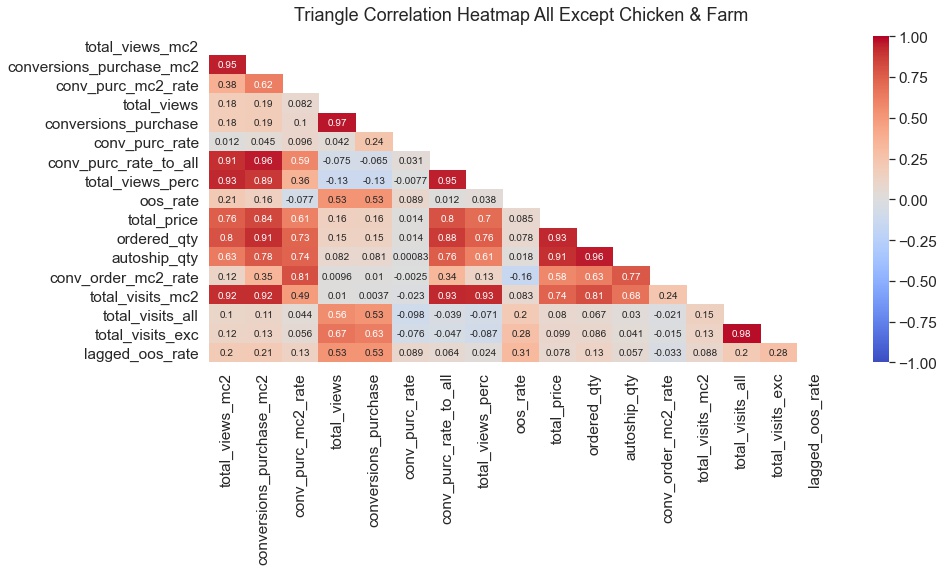 Triangle Correlation Heatmap All Except Chicken & Farm
total_views_mc2
conversions_purchase_mc2 0.95
conv_purc_mc2_rate 0.38 0.62
total_views 0.18 0.19 0.082
conversions_purchase 0.18 0.19 0.1 0.97
conv_purc_rate 0.012 0.045 0.096 0.042 0.24
conv_purc_rate_to_all 0.91 0.96 0.59 -0.075 -0.065 0.031
total_views_perc 0.93 0.89 0.36 -0.13 -0.13 -0.0077 0.95
oos_rate 0.21 0.16 -0.077 0.53 0.53 0.089 0.012 0.038
total_price 0.76 0.84 0.61 0.16 0.16 0.014 0.8 0.7 0.085
ordered_qty 0.8 0.91 0.73 0.15 0.15 0.014 0.88 0.76 0.078 0.93
autoship_qty 0.63 0.78 0.74 0.082 0.081 0.00083 0.76 0.61 0.018 0.91 0.96
conv_order_mc2_rate 0.12 0.35 0.81 0.0096 0.01 -0.0025 0.34 0.13 -0.16 0.58 0.63 0.77
total_visits_mc2 0.92 0.92 0.49 0.01 0.0037 -0.023 0.93 0.93 0.083 0.74 0.81 0.68 0.24
total_visits_all 0.1 0.11 0.044 0.56 0.53 -0.098 -0.039 -0.071 0.2 0.08 0.067 0.03 -0.021 0.15
total_visits_exc 0.12 0.13 0.056 0.67 0.63 -0.076 -0.047 -0.087 0.28 0.099 0.086 0.041 -0.015 0.13 0.98
lagged_oos_rate 0.2 0.21 0.13 0.53 0.53 0.089 0.064 0.024 0.31 0.078 0.13 0.057 -0.033 0.088 0.2 0.28
total_views_mc2
conversions_purchase_mc2
conv_purc_mc2_rate
total_views
conversions_purchase
conv_purc_rate
conv_purc_rate_to_all
total_views_perc
oos_rate
total_price
ordered_qty
autoship_qty
conv_order_mc2_rate
total_visits_mc2
total_visits_all
total_visits_exc
lagged_oos_rate
1.00
0.75
0.50
0.25
0.00
−0.25
−0.50
−0.75
−1.00